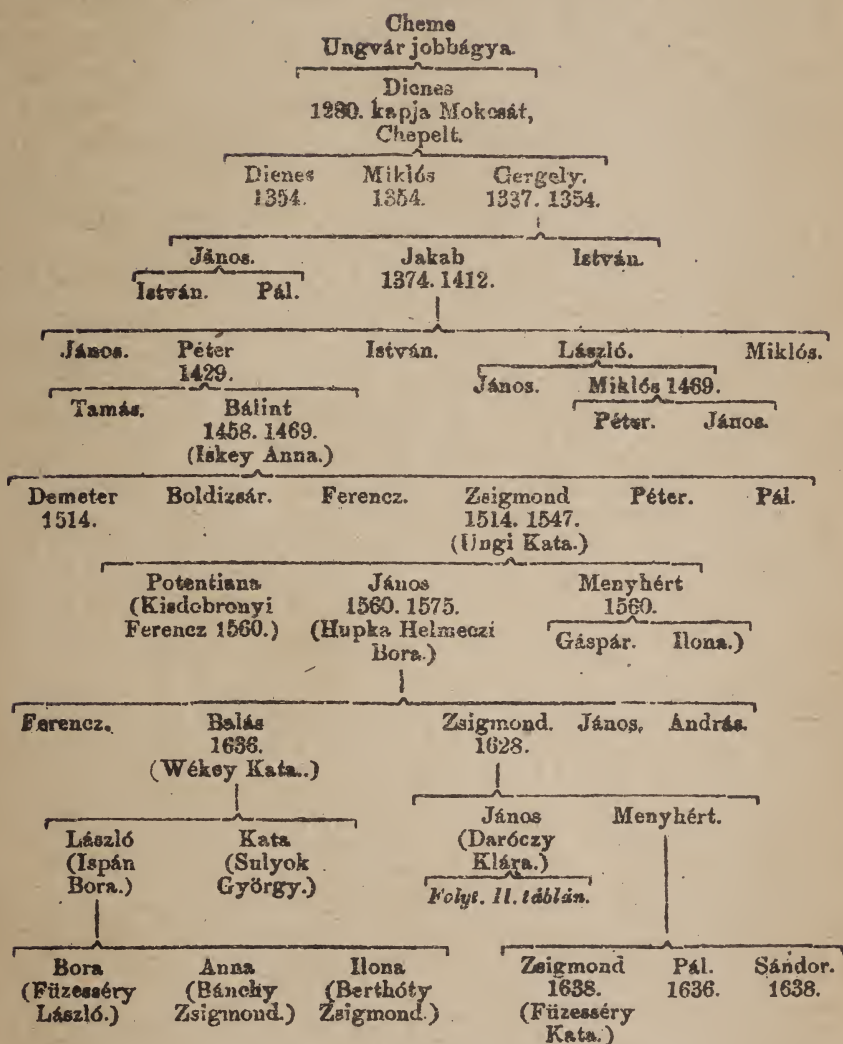 Cheme
Ungvár jobbágya.
Dienes
1280. kapja Mokcsát,
Chepelt.
Dienes Miklós Gergely.
1354. 1354. 1337. 1354.
János. Jakab István.
István. Pál. 1374. 1412.
János. Péter István. László. Miklós.
1429. János. Miklós 1469.
Tamás. Bálint Péter. János.
1458. 1469.
(Iskey Anna.)
Demeter Boldizsár. Ferencz. Zsigmond Péter. Pál.
1514. 1514. 1547.
(Ungi Kata.)
Potentiana János Menyhért
(Kisdobronyi 1560. 1575. 1560.
Ferencz 1560.) (Hupka Helmeczi Gáspár. Ilona.)
Bora.)
Ferencz. Balás Zsigmond. János, András.
1636. 1628.
(Wékey Kata..)
László Kata János Menyhért.
(Ispán (Sulyok (Daróczy
Bora.) György.) Klára.)
Folyt. II. táblán.
Bora Anna Ilona Zsigmond Pál. Sándor.
(Füzesséry (Bánchy (Berthóty 1638. 1636. 1638.
László.) Zsigmond.) Zsigmond.) (Füzesséry
Kata.)